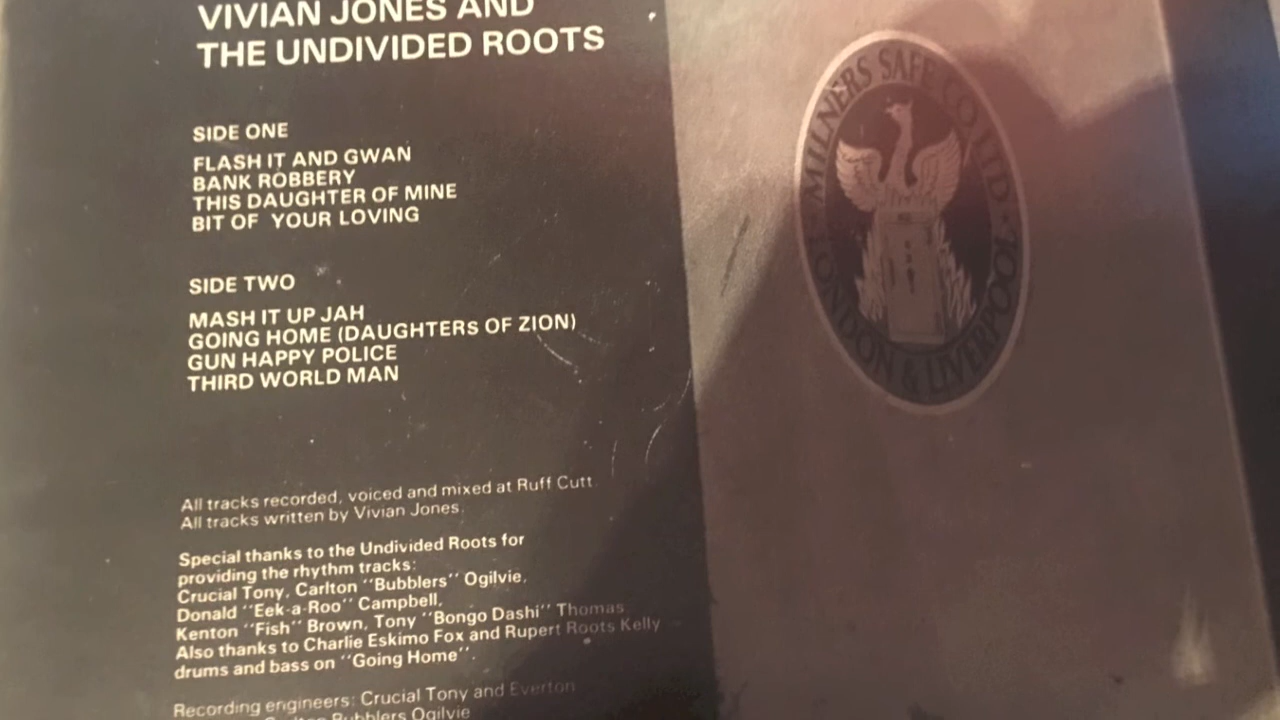 VIVIAN JONES AND
THE UNDIVIDED ROOTS
SIDE ONE
FLASH IT AND GWAN
BANK ROBBERY
THIS DAUGHTER OF MINE
BIT OF YOUR LOVING
SIDE TWO
MASH IT UP JAH
GOING HOME (DAUGHTERS OF ZION)
GUN HAPPY POLICE
THIRD WORLD MAN
All tracks recorded, voiced and mixed at Ruff Cutt.
All tracks written by Vivian Jones.
Special thanks to the Undivided Roots for
providing the rhythm tracks:
Crucial Tony, Carlton "Bubblers" Ogilvie,
Donald "Eek-a-Roo" Campbell,
Kenton "Fish" Brown, Tony "Bongo Dashi" Thomas.
Also thanks to Charlie Eskimo Fox and Rupert Roots Kelly —
drums and bass on "Going Home".
Recording engineers: Crucial Tony and Everton
Bubblers Ogilvie
MILNERS SAFE CO. LTD.
LONDON & LIVERPOOL